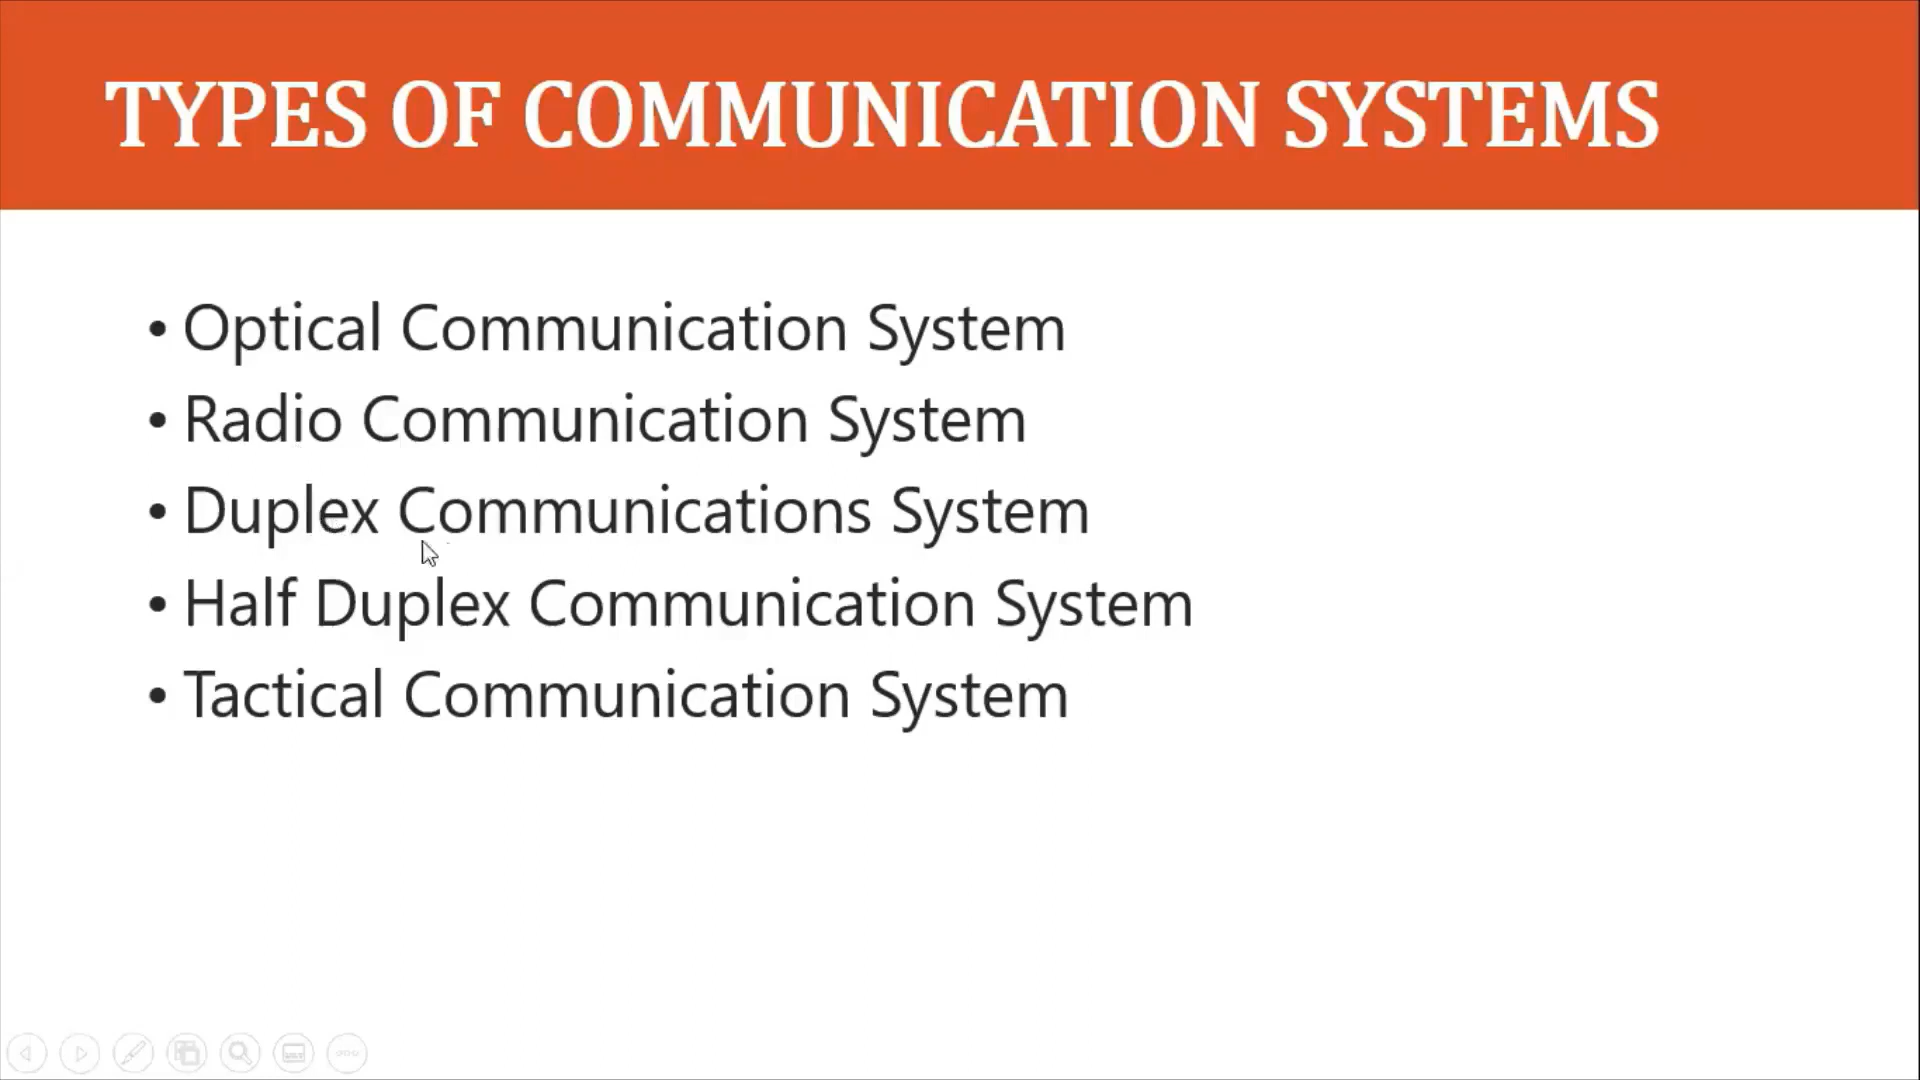 TYPES OF COMMUNICATION SYSTEMS
• Optical Communication System
• Radio Communication System
• Duplex Communications System
• Half Duplex Communication System
• Tactical Communication System